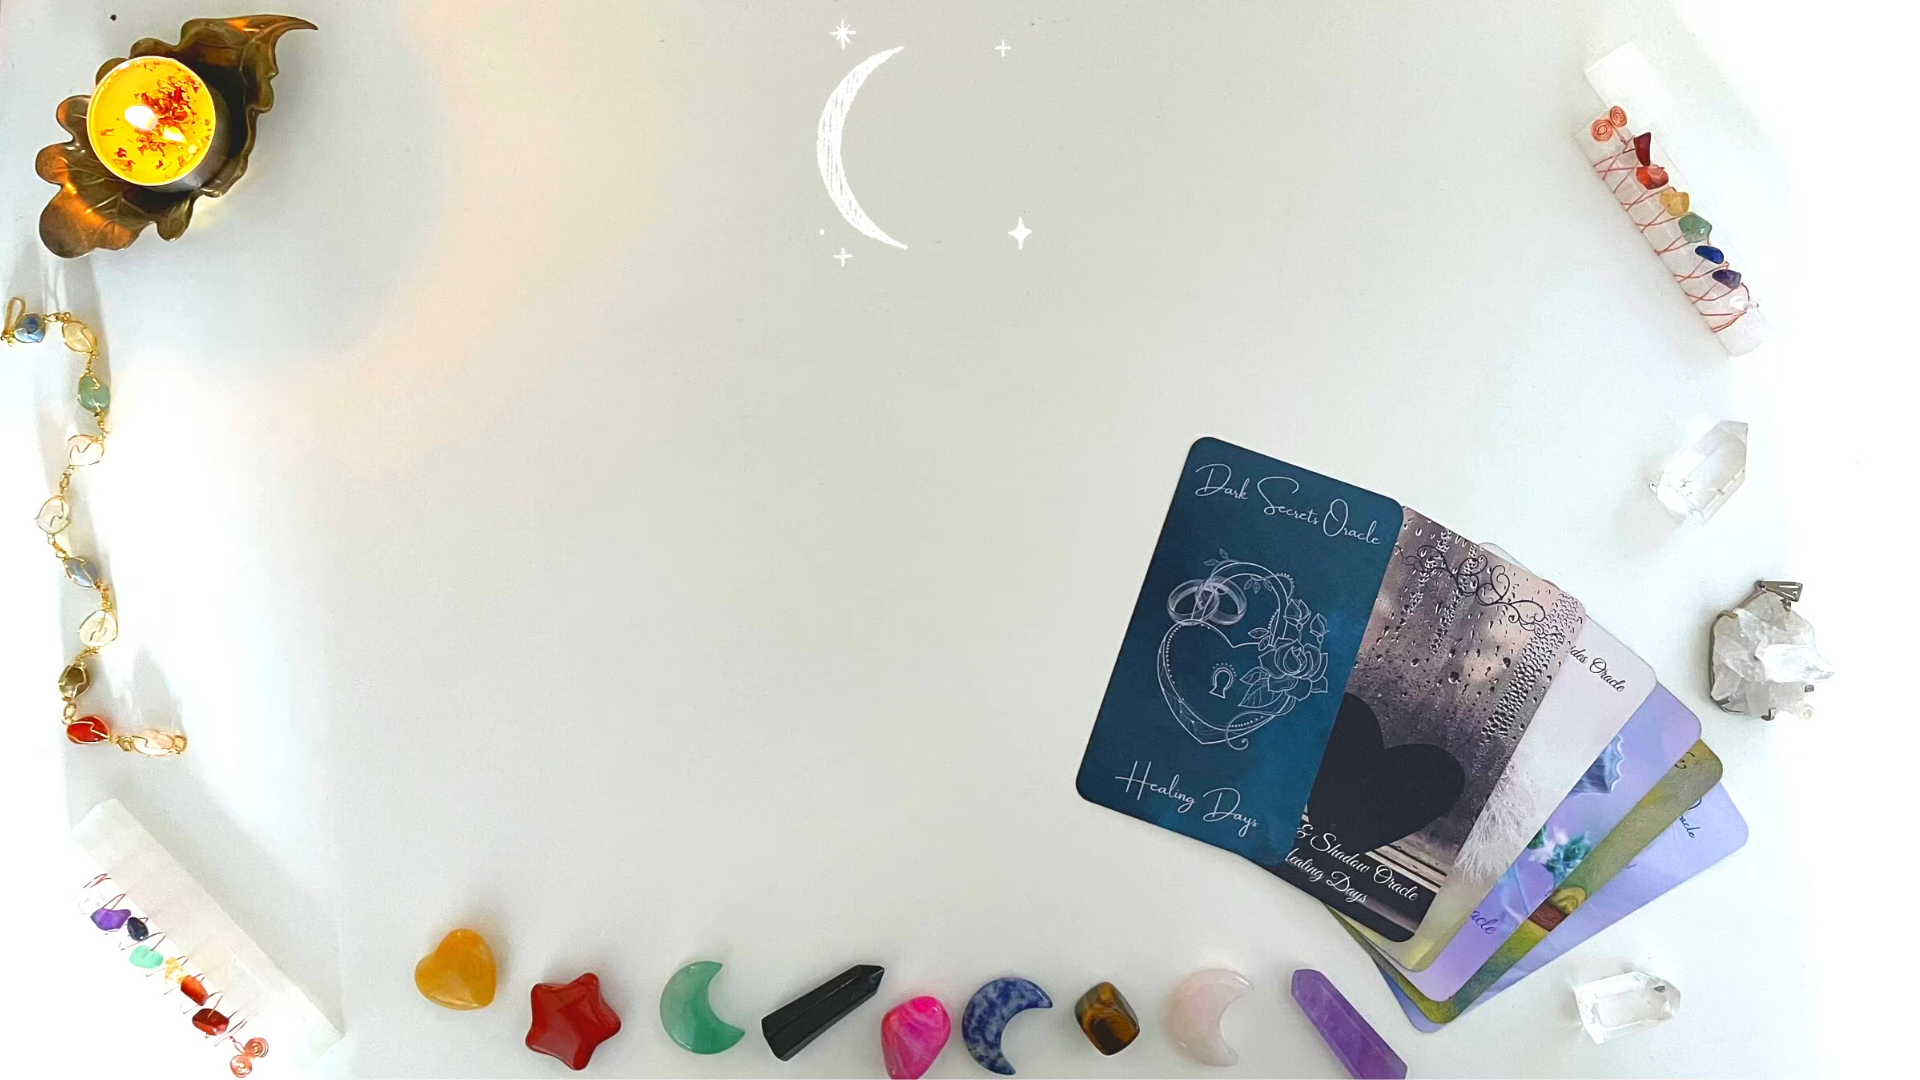 Dark Secrets Oracle
Healing Days
& Shadow Oracle
Healing Days
Oracle